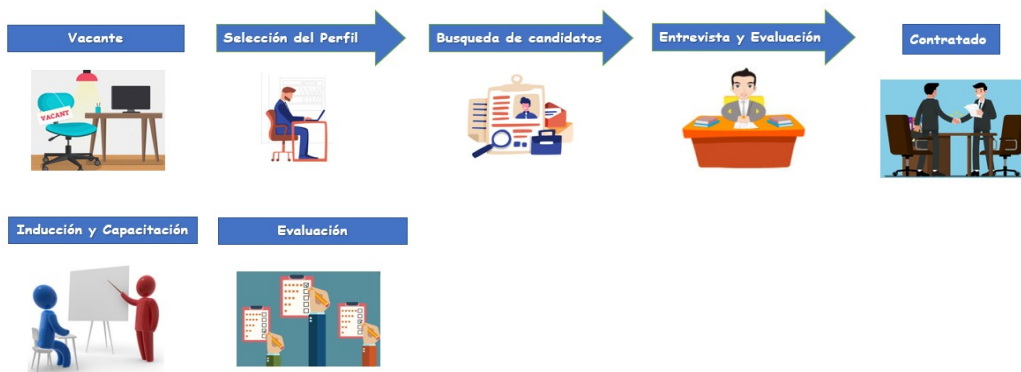 Vacante
Selección del Perfil
Busqueda de candidatos
Entrevista y Evaluación
Contratado
VACANT
Inducción y Capacitación
Evaluación